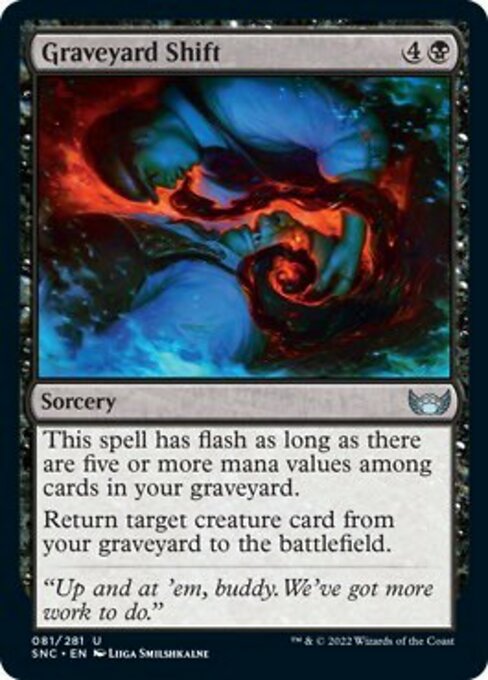 Graveyard Shift 4
Sorcery
This spell has flash as long as there
are five or more mana values among
cards in your graveyard.
Return target creature card from
your graveyard to the battlefield.
“Up and at ’em, buddy. We’ve got more
work to do.”
081/281 U
SNC • EN LIIGA SMILSHKALNE
™ & © 2022 Wizards of the Coast